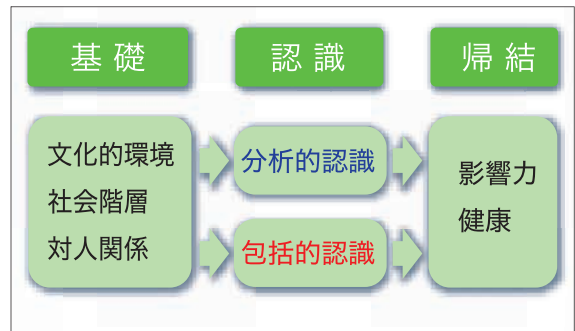 基礎
認識
帰結
文化的環境
社会階層
対人関係
分析的認識
包括的認識
影響力
健康